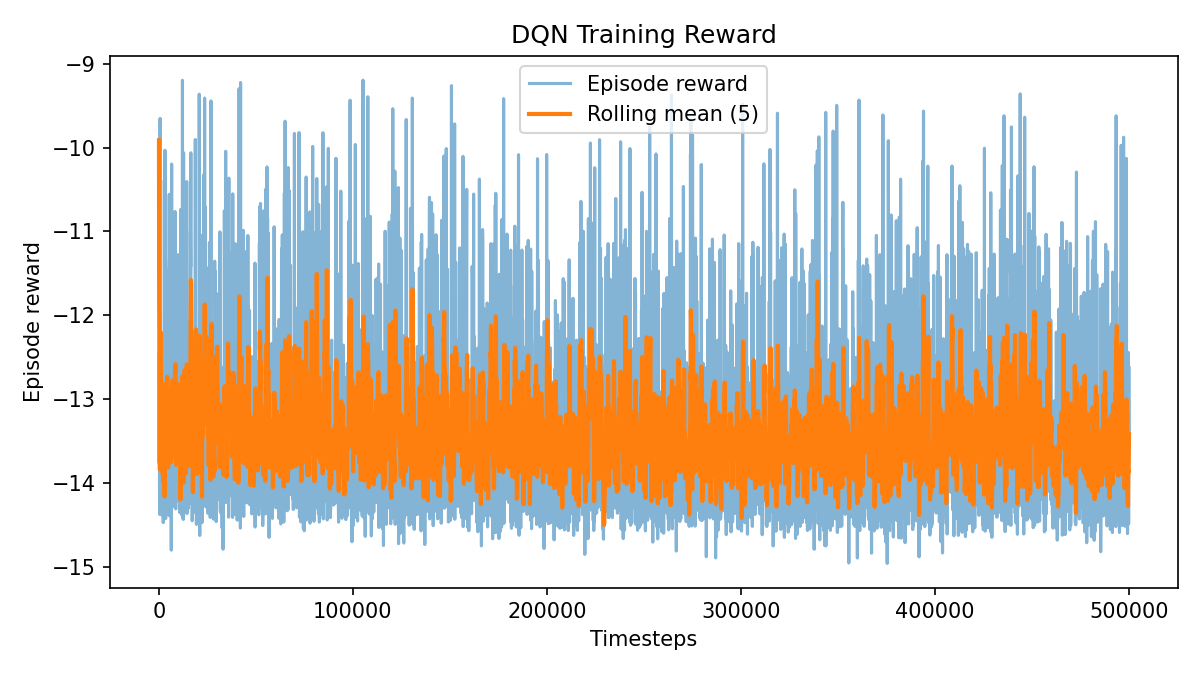 DQN Training Reward
Episode reward
Rolling mean (5)
Episode reward
−9
−10
−11
−12
−13
−14
−15
0
100000
200000
300000
400000
500000
Timesteps